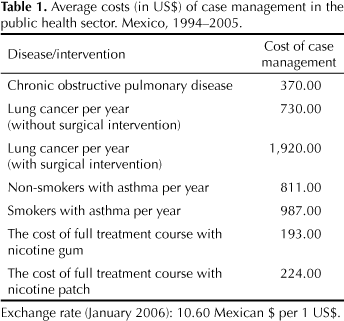 Table 1. Average costs (in US$) of case management in the
public health sector. Mexico, 1994–2005.
Disease/intervention Cost of case
management
Chronic obstructive pulmonary disease 370.00
Lung cancer per year 730.00
(without surgical intervention)
Lung cancer per year 1,920.00
(with surgical intervention)
Non-smokers with asthma per year 811.00
Smokers with asthma per year 987.00
The cost of full treatment course with 193.00
nicotine gum
The cost of full treatment course with 224.00
nicotine patch
Exchange rate (January 2006): 10.60 Mexican $ per 1 US$.